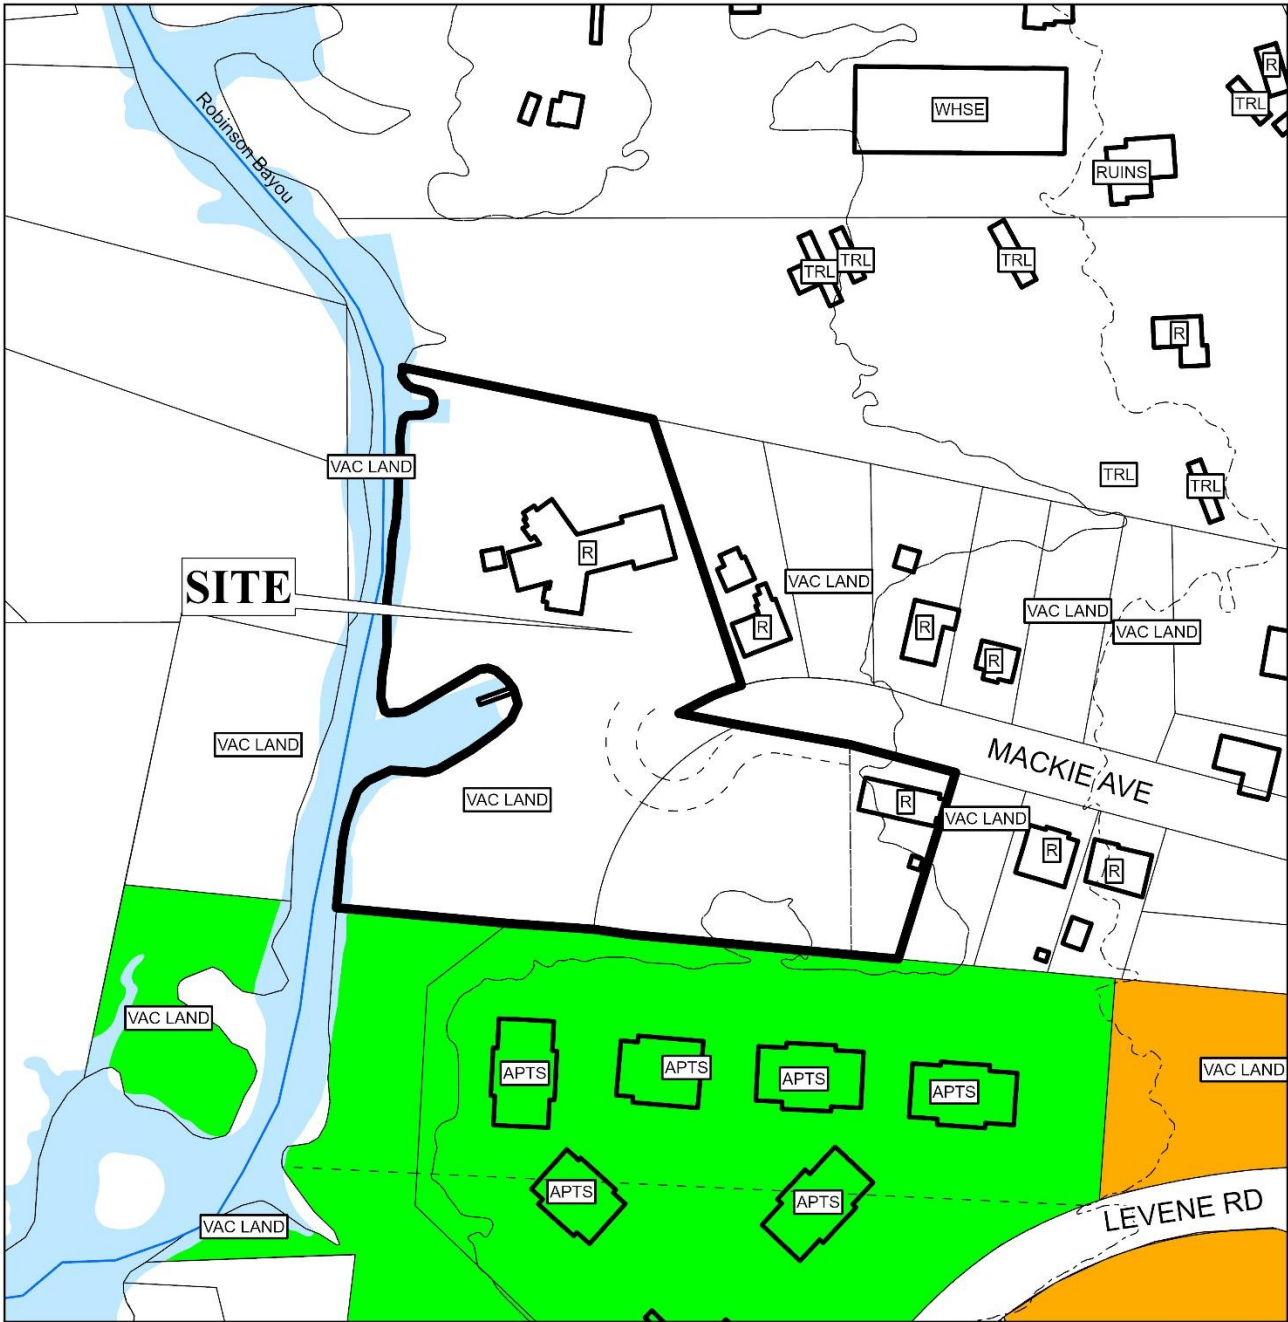 R
WHSE
TRL
Robinson Bayou
RUINS
TRL
TRL
TRL
R
VAC LAND
TRL
TRL
R
SITE
VAC LAND
R
R
VAC LAND
VAC LAND
R
VAC LAND
MACKIE AVE
VAC LAND
R
VAC LAND
R
R
VAC LAND
APTS
APTS
APTS
APTS
VAC LAND
APTS
APTS
LEVENE RD
VAC LAND